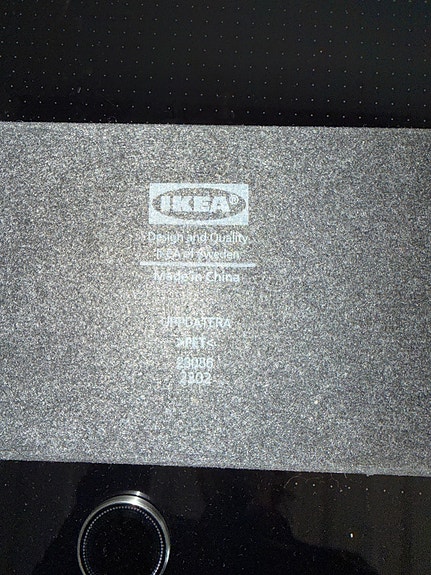 IKEA®
Design and Quality
IKEA of Sweden
Made in China
UPPDATERA
>PET<
23086
2302